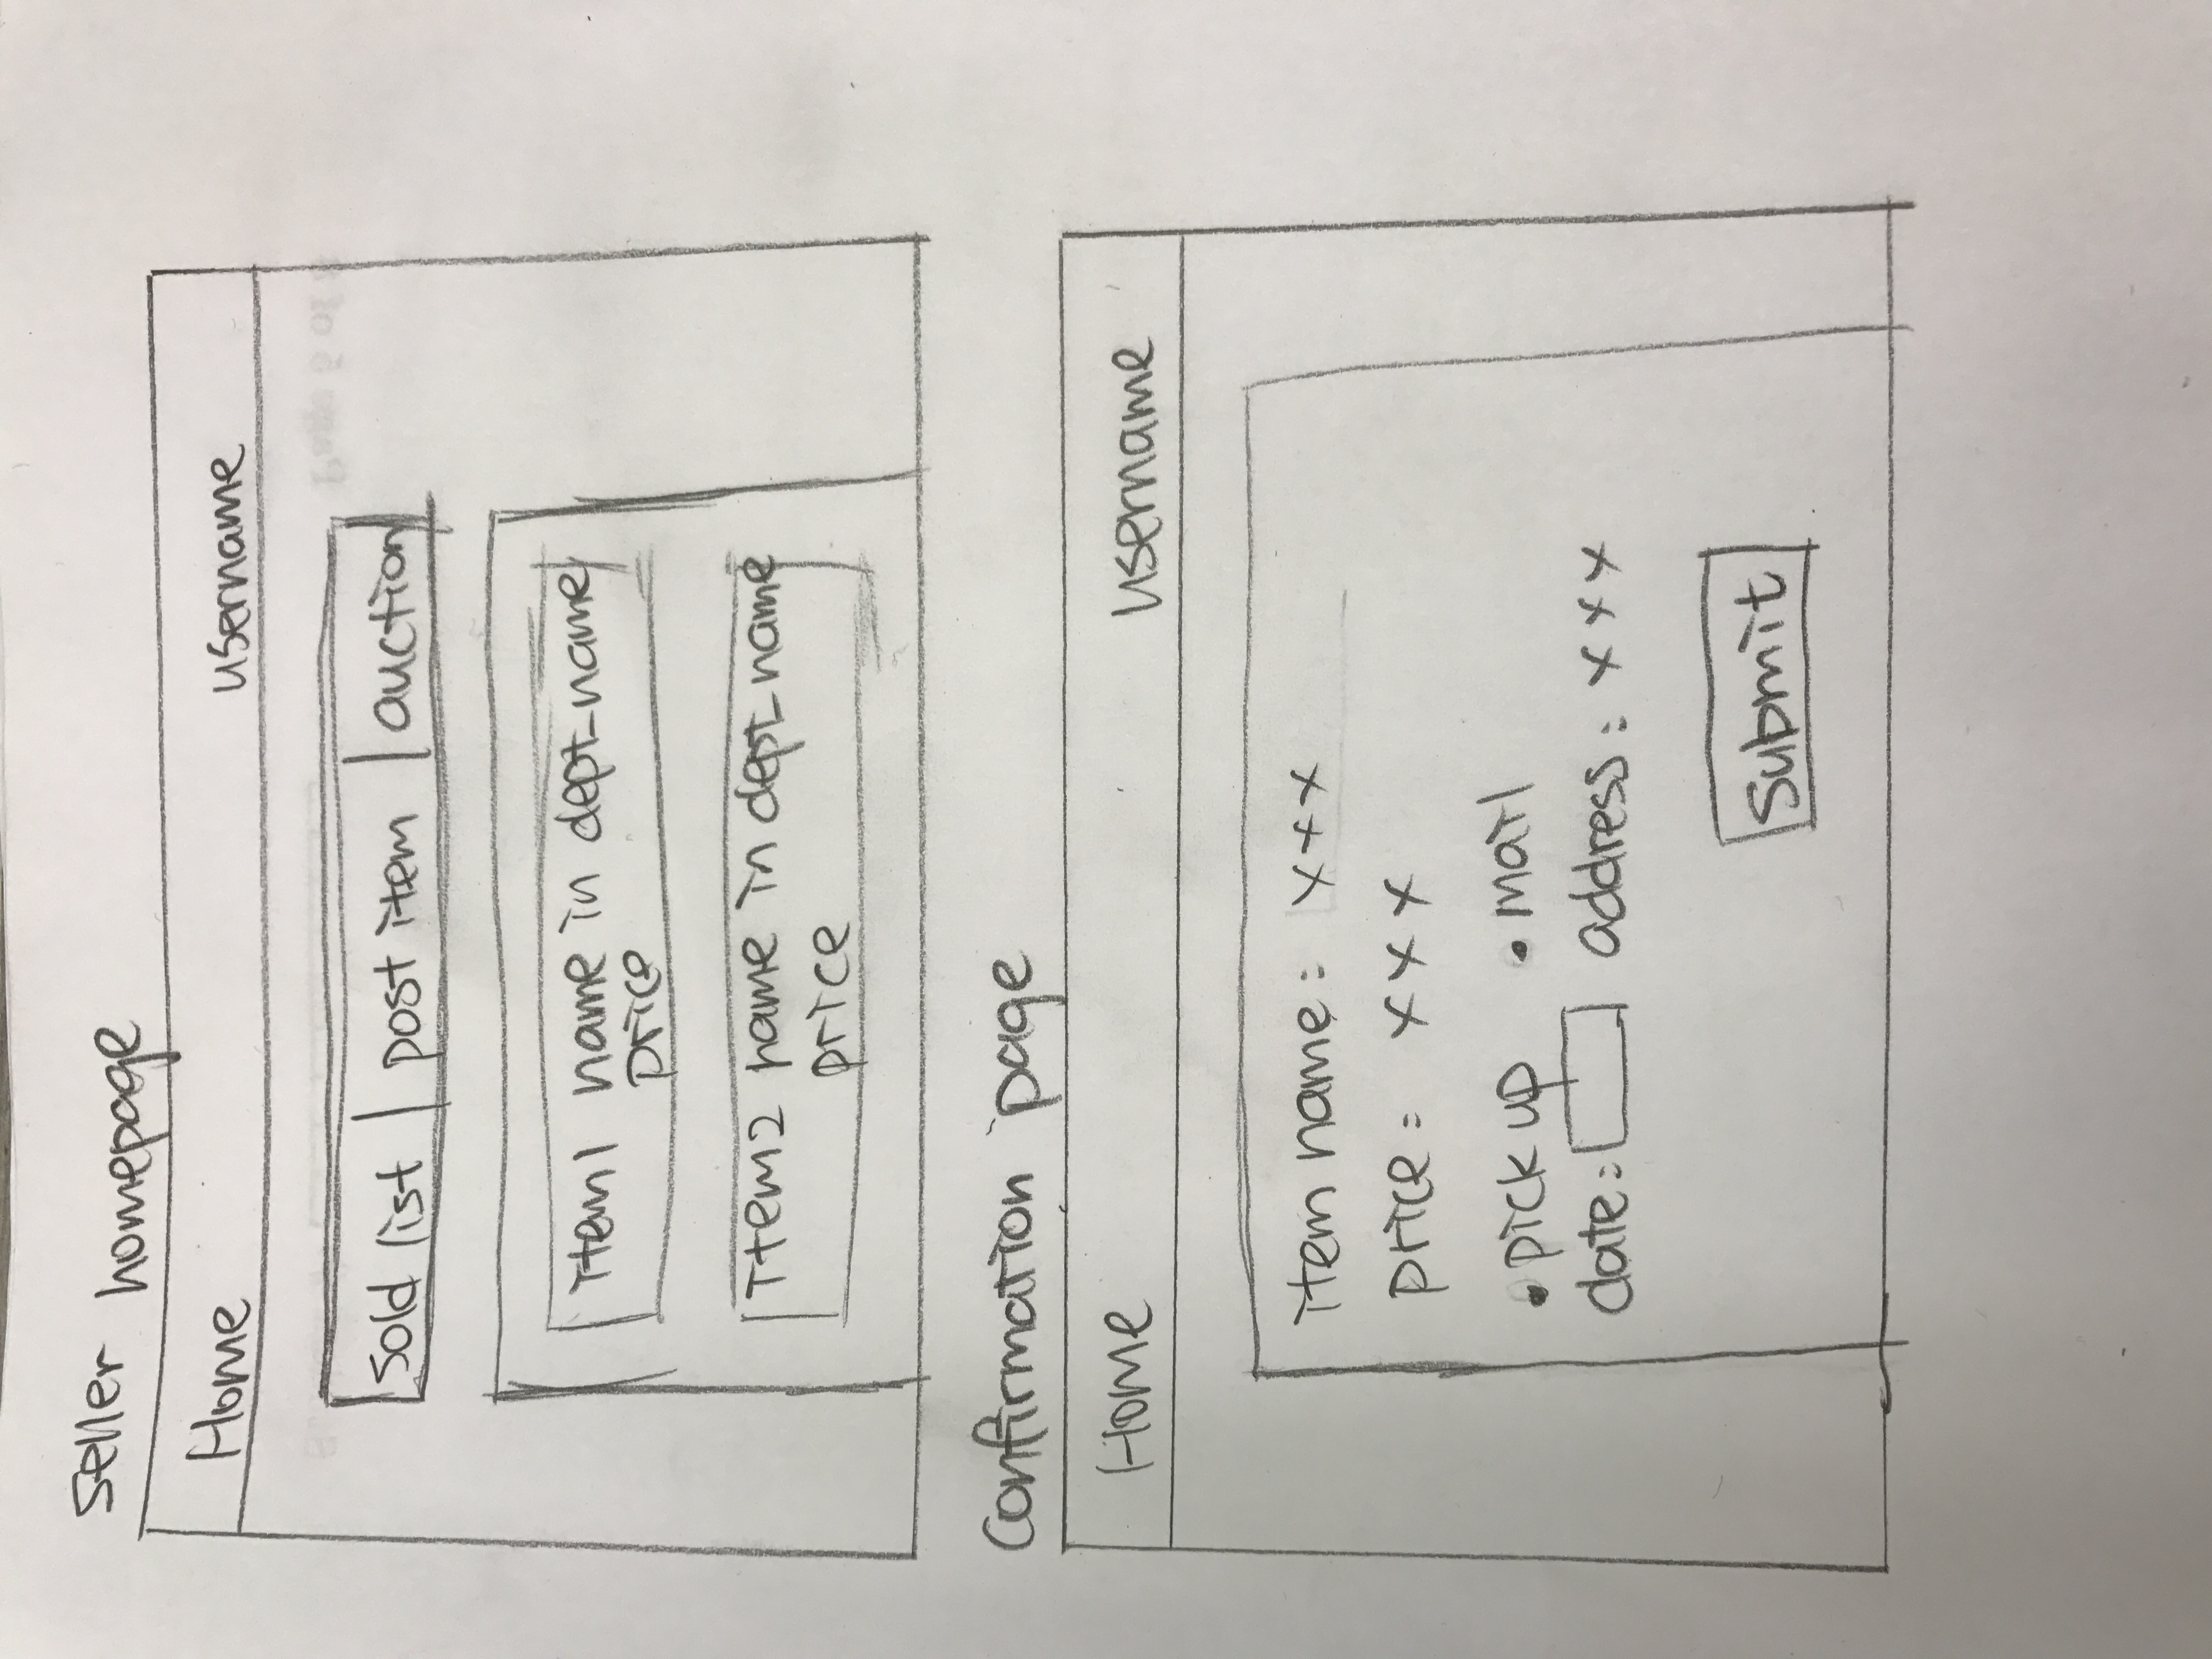 Seller homepage
Home username
sold list post item auction
item1 name in dept_name
price
item2 name in dept_name
price
Confirmation page
Home username
item name: xxx
price: xxx
• pick up • mail
date: address: xxx
Submit